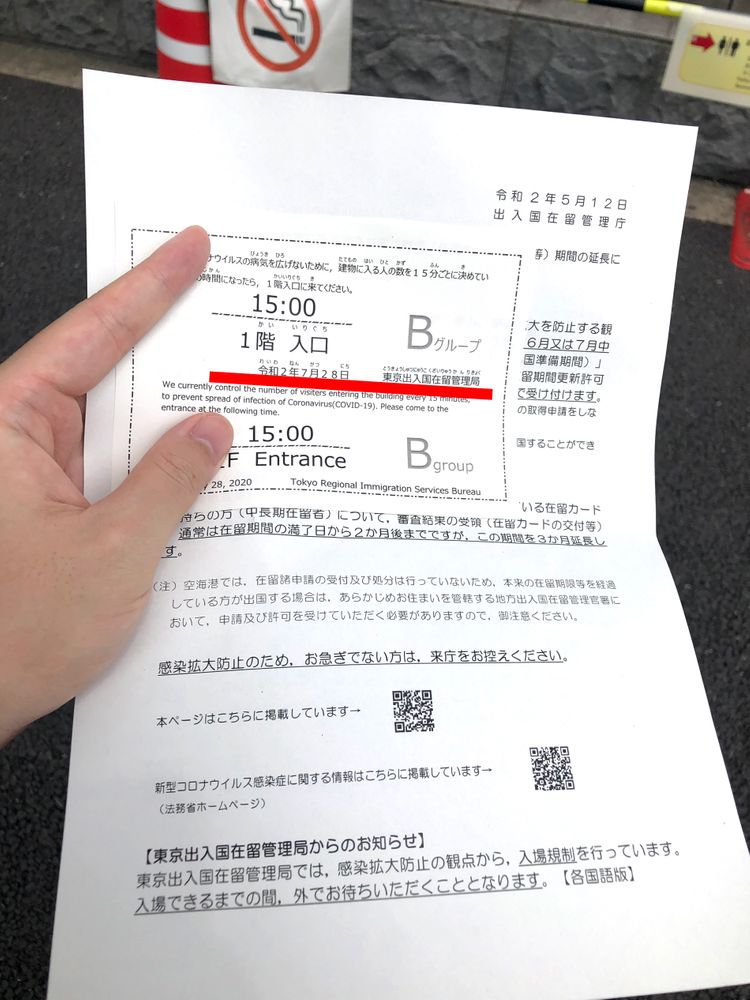 令和2年5月12日
出入国在留管理庁
等）期間の延長に
ナウイルスの病気を広げないために，建物に入る人の数を15分ごとに決めてい
の時間になったら，1階入口に来てください。
15:00
1階 入口
Bグループ
令和2年7月28日
東京出入国在留管理局
We currently control the number of visitors entering the building every 15 minutes,
to prevent spread of infection of Coronavirus(COVID-19). Please come to the
entrance at the following time.
15:00
F Entrance
B group
28, 2020
Tokyo Regional Immigration Services Bureau
大を防止する観
6月又は7月中
国準備期間）」
留期間更新許可
で受け付けます。
の取得申請をしな
国することができ
いる在留カード
持ちの方（中長期在留者）について，審査結果の受領（在留カードの交付等）
通常は在留期間の満了日から2か月後までですが，この期間を3か月延長し
す。
（注）空海港では，在留諸申請の受付及び処分は行っていないため，本来の在留期限等を経過
している方が出国する場合は，あらかじめお住まいを管轄する地方出入国在留管理官署に
おいて，申請及び許可を受けていただく必要がありますので，御注意ください。
感染拡大防止のため，お急ぎでない方は，来庁をお控えください。
本ページはこちらに掲載しています→
新型コロナウイルス感染症に関する情報はこちらに掲載しています→
（法務省ホームページ）
【東京出入国在留管理局からのお知らせ】
東京出入国在留管理局では，感染拡大防止の観点から，入場規制を行っています。
入場できるまでの間，外でお待ちいただくこととなります。【各国語版】